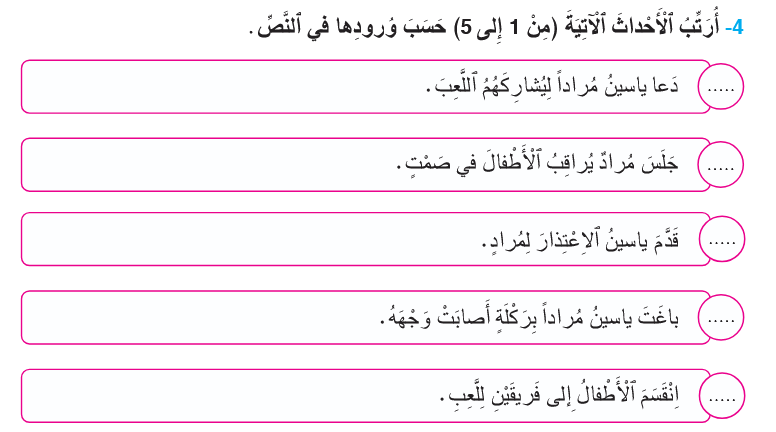 4- أُرَتِّبُ ٱلْأَحْداثَ ٱلْآتِيَةَ (مِنْ 1 إِلى 5) حَسَبَ وُرودِها في ٱلنَّصِّ.
..... دَعا ياسينُ مُراداً لِيُشارِكَهُمُ ٱللَّعِبَ.
..... جَلَسَ مُرادٌ يُراقِبُ ٱلْأَطْفالَ في صَمْتٍ.
..... قَدَّمَ ياسينُ ٱلاِعْتِذارَ لِمُرادٍ.
..... باغَتَ ياسينُ مُراداً بِرَكْلَةٍ أَصابَتْ وَجْهَهُ.
..... اِنْقَسَمَ ٱلْأَطْفالُ إِلى فَريقَيْنِ لِلَّعِبِ.